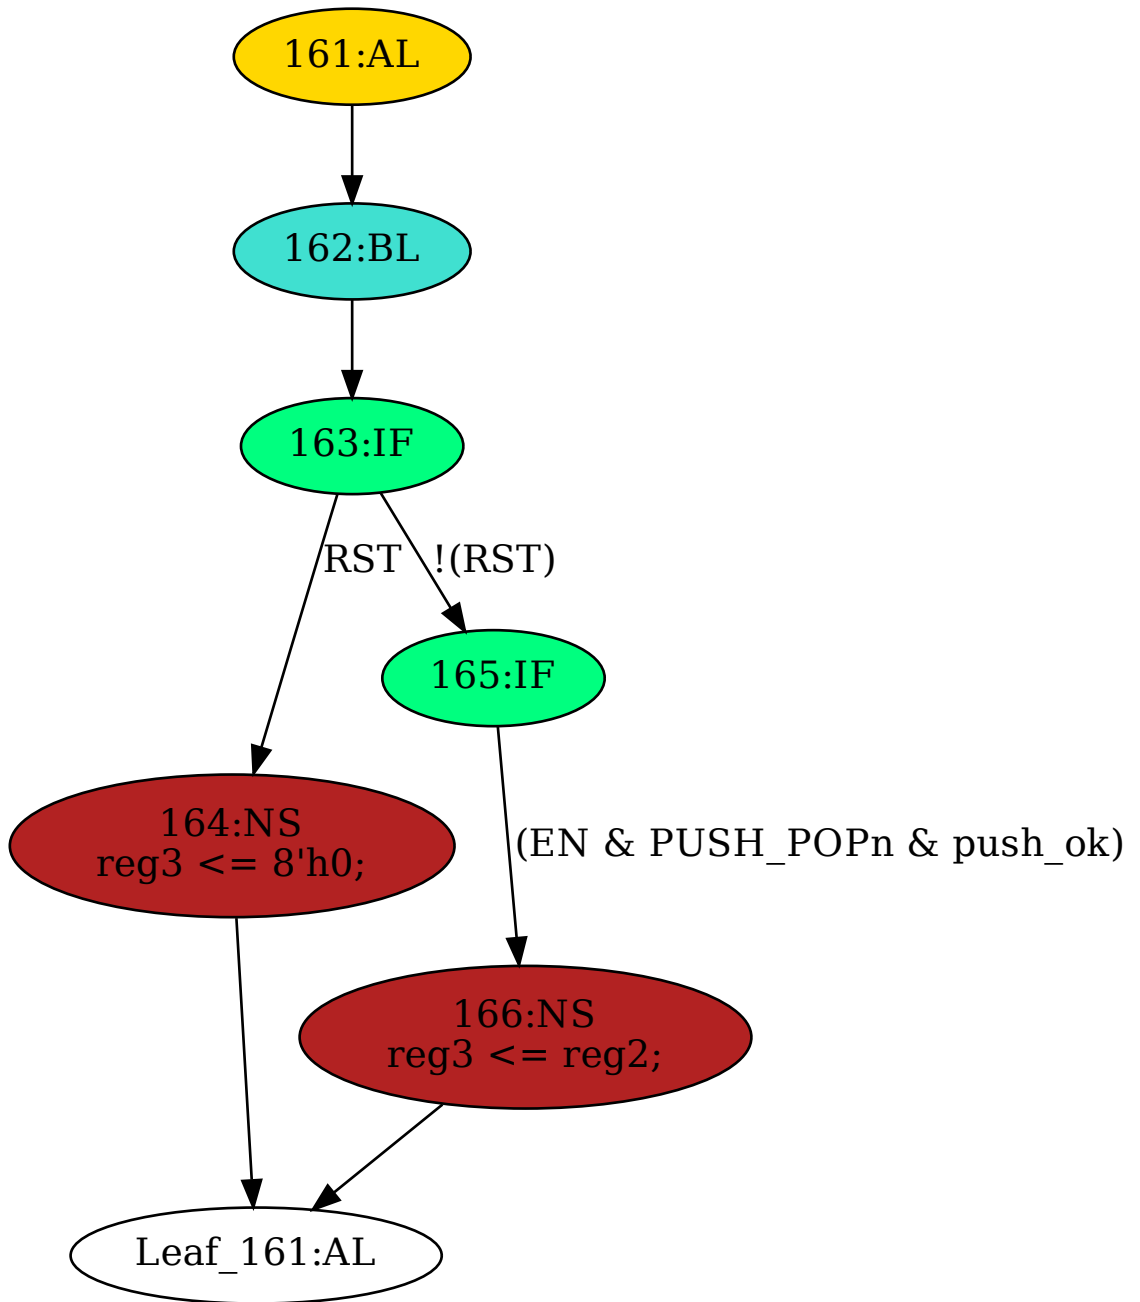 161:AL
162:BL
163:IF
RST
!(RST)
165:IF
164:NS
reg3 <= 8'h0;
(EN & PUSH_POPn & push_ok)
166:NS
reg3 <= reg2;
Leaf_161:AL